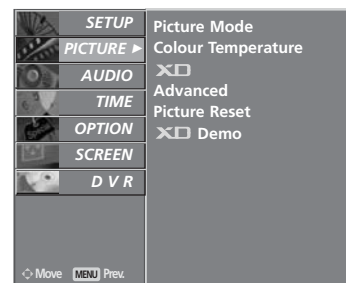 SETUP
PICTURE ►
AUDIO
TIME
OPTION
SCREEN
D V R
Move MENU Prev.
Picture Mode
Colour Temperature
XD
Advanced
Picture Reset
XD Demo